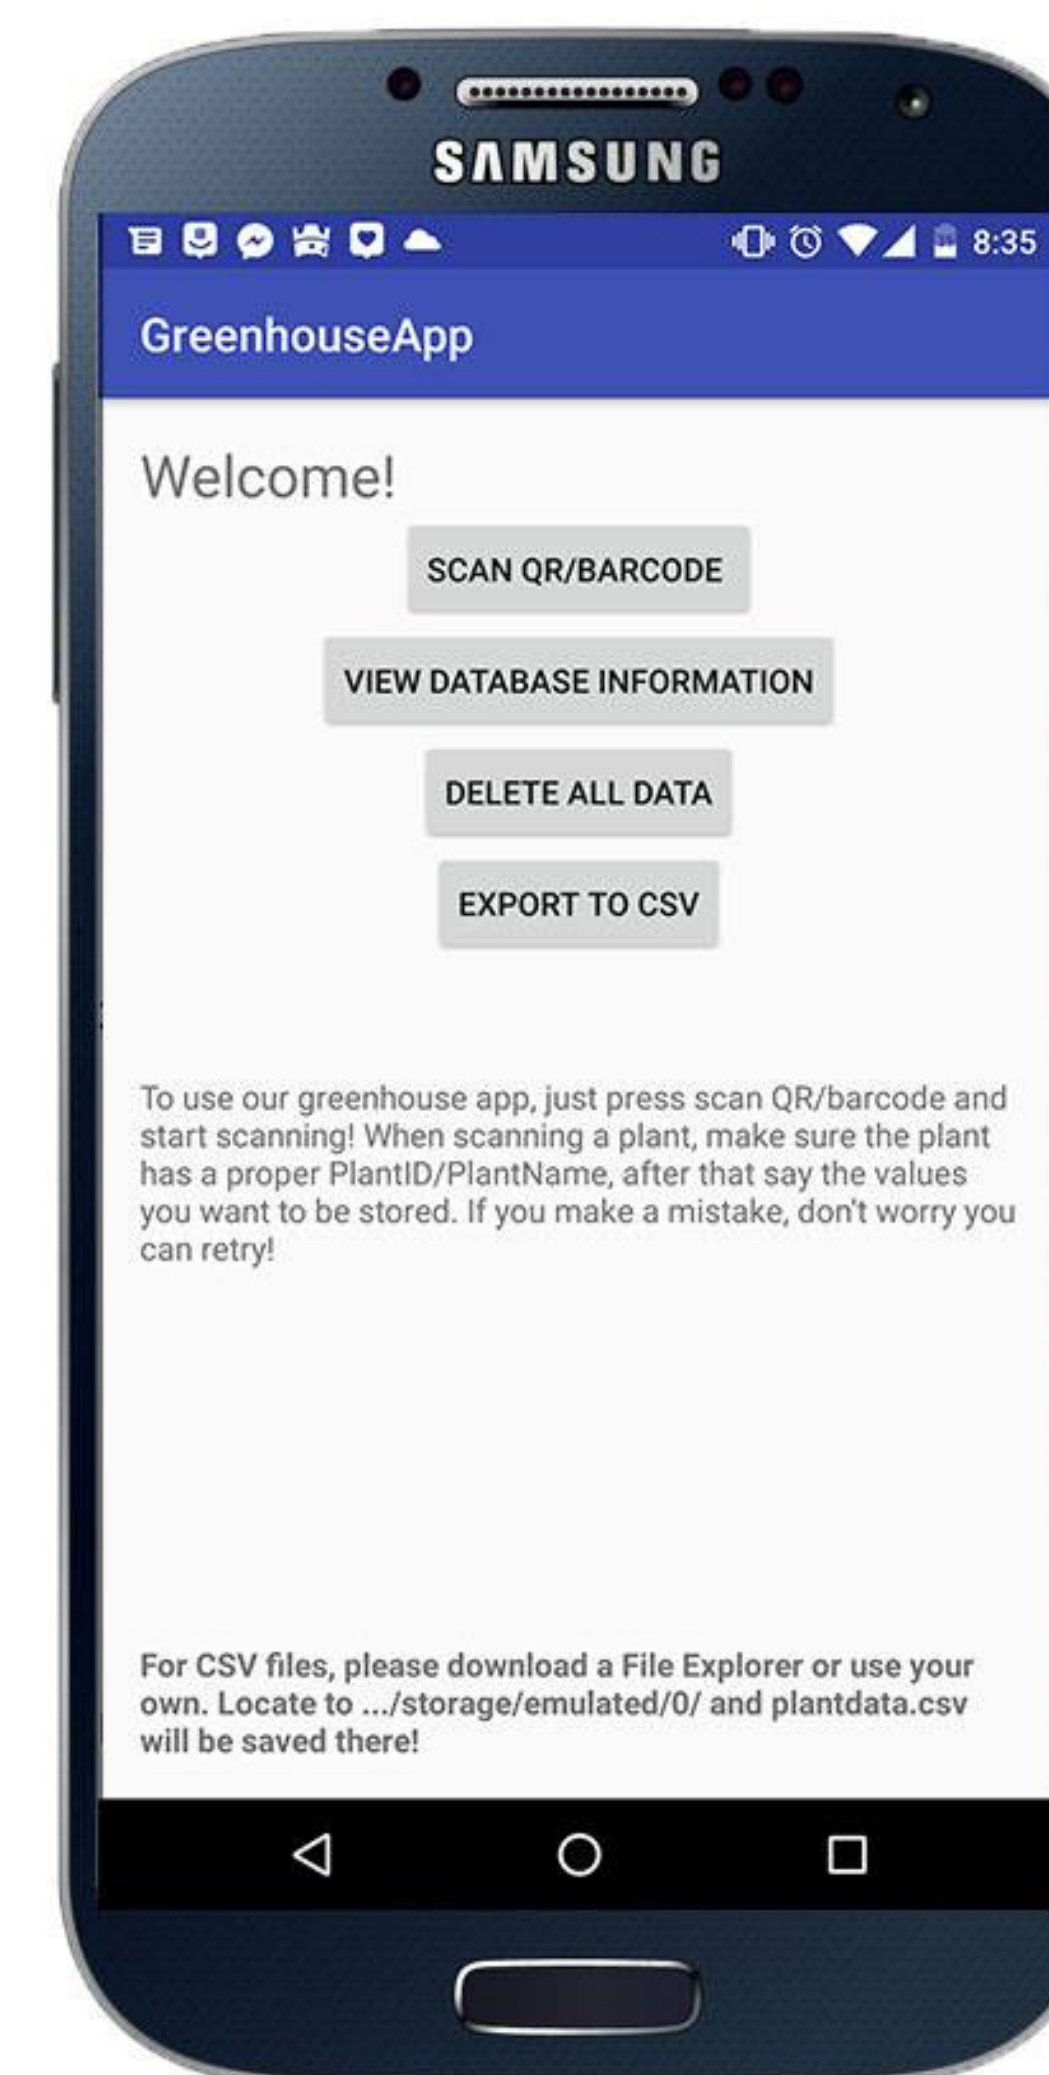 SAMSUNG
8:35
GreenhouseApp
Welcome!
SCAN QR/BARCODE
VIEW DATABASE INFORMATION
DELETE ALL DATA
EXPORT TO CSV
To use our greenhouse app, just press scan QR/barcode and
start scanning! When scanning a plant, make sure the plant
has a proper PlantID/PlantName, after that say the values
you want to be stored. If you make a mistake, don't worry you
can retry!
For CSV files, please download a File Explorer or use your
own. Locate to .../storage/emulated/0/ and plantdata.csv
will be saved there!